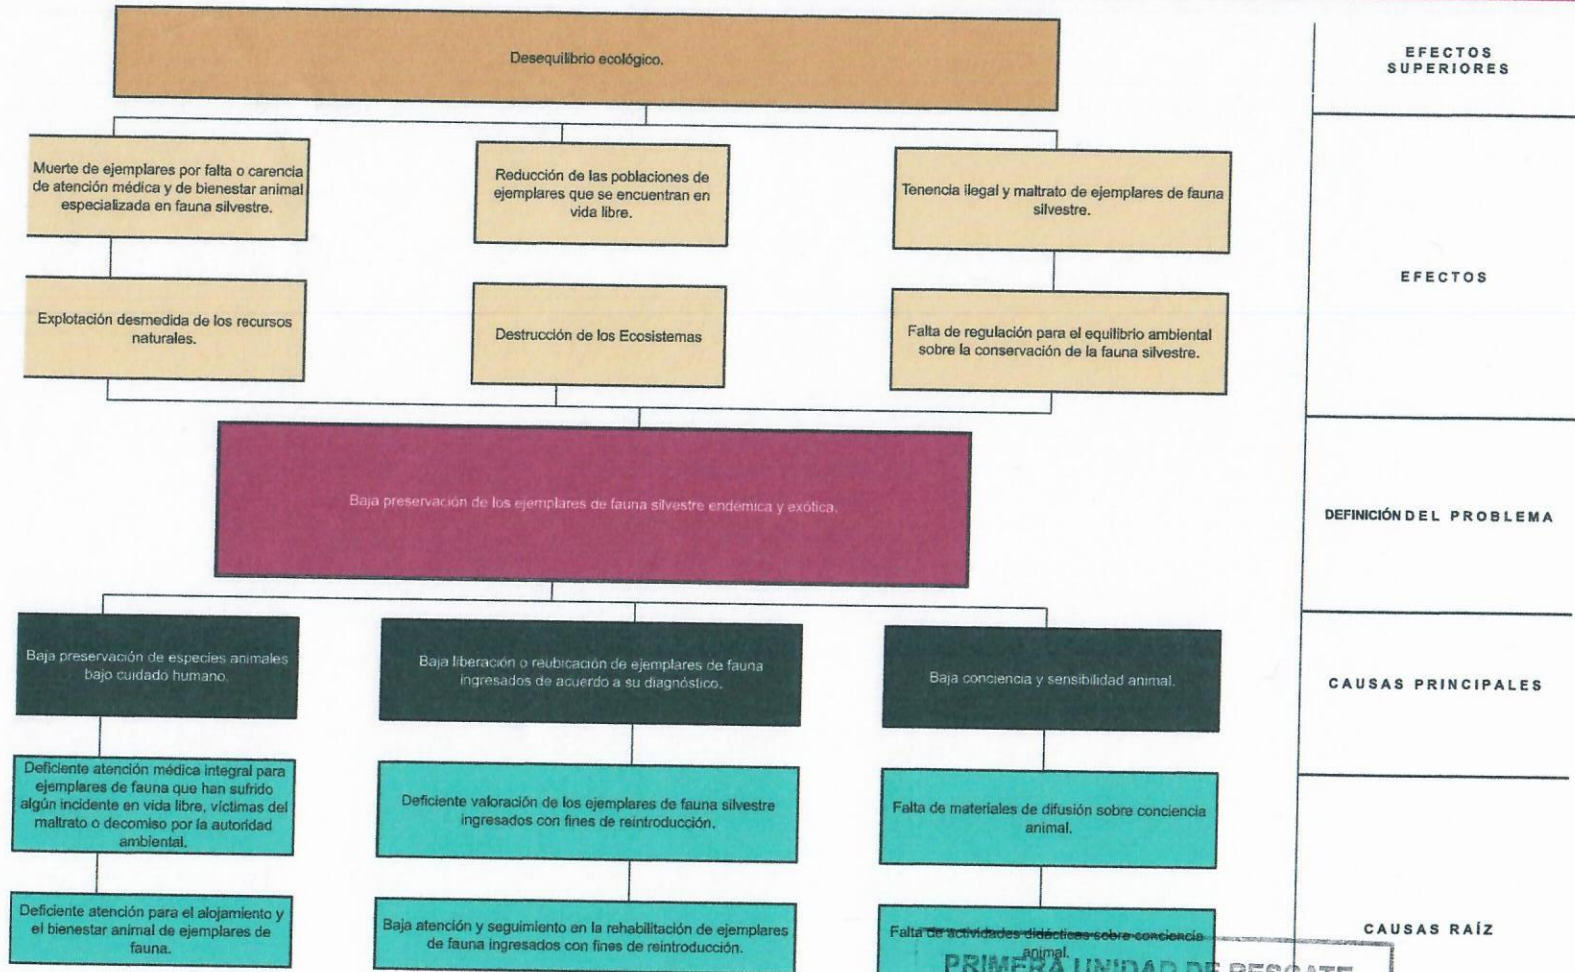 Desequilibrio ecológico.
EFECTOS
SUPERIORES
Muerte de ejemplares por falta o carencia
de atención médica y de bienestar animal
especializada en fauna silvestre.
Reducción de las poblaciones de
ejemplares que se encuentran en
vida libre.
Tenencia ilegal y maltrato de ejemplares de fauna
silvestre.
EFECTOS
Explotación desmedida de los recursos
naturales.
Destrucción de los Ecosistemas
Falta de regulación para el equilibrio ambiental
sobre la conservación de la fauna silvestre.
Baja preservación de los ejemplares de fauna silvestre endémica y exótica.
DEFINICIÓN DEL PROBLEMA
Baja preservación de especies animales
bajo cuidado humano.
Baja liberación o reubicación de ejemplares de fauna
ingresados de acuerdo a su diagnóstico.
Baja conciencia y sensibilidad animal.
CAUSAS PRINCIPALES
Deficiente atención médica integral para
ejemplares de fauna que han sufrido
algún incidente en vida libre, víctimas del
maltrato o decomiso por la autoridad
ambiental.
Deficiente valoración de los ejemplares de fauna silvestre
ingresados con fines de reintroducción.
Falta de materiales de difusión sobre conciencia
animal.
Deficiente atención para el alojamiento y
el bienestar animal de ejemplares de
fauna.
Baja atención y seguimiento en la rehabilitación de ejemplares
de fauna ingresados con fines de reintroducción.
Falta de actividades didácticas sobre conciencia
animal.
CAUSAS RAÍZ
PRIMERA UNIDAD DE RESCATE